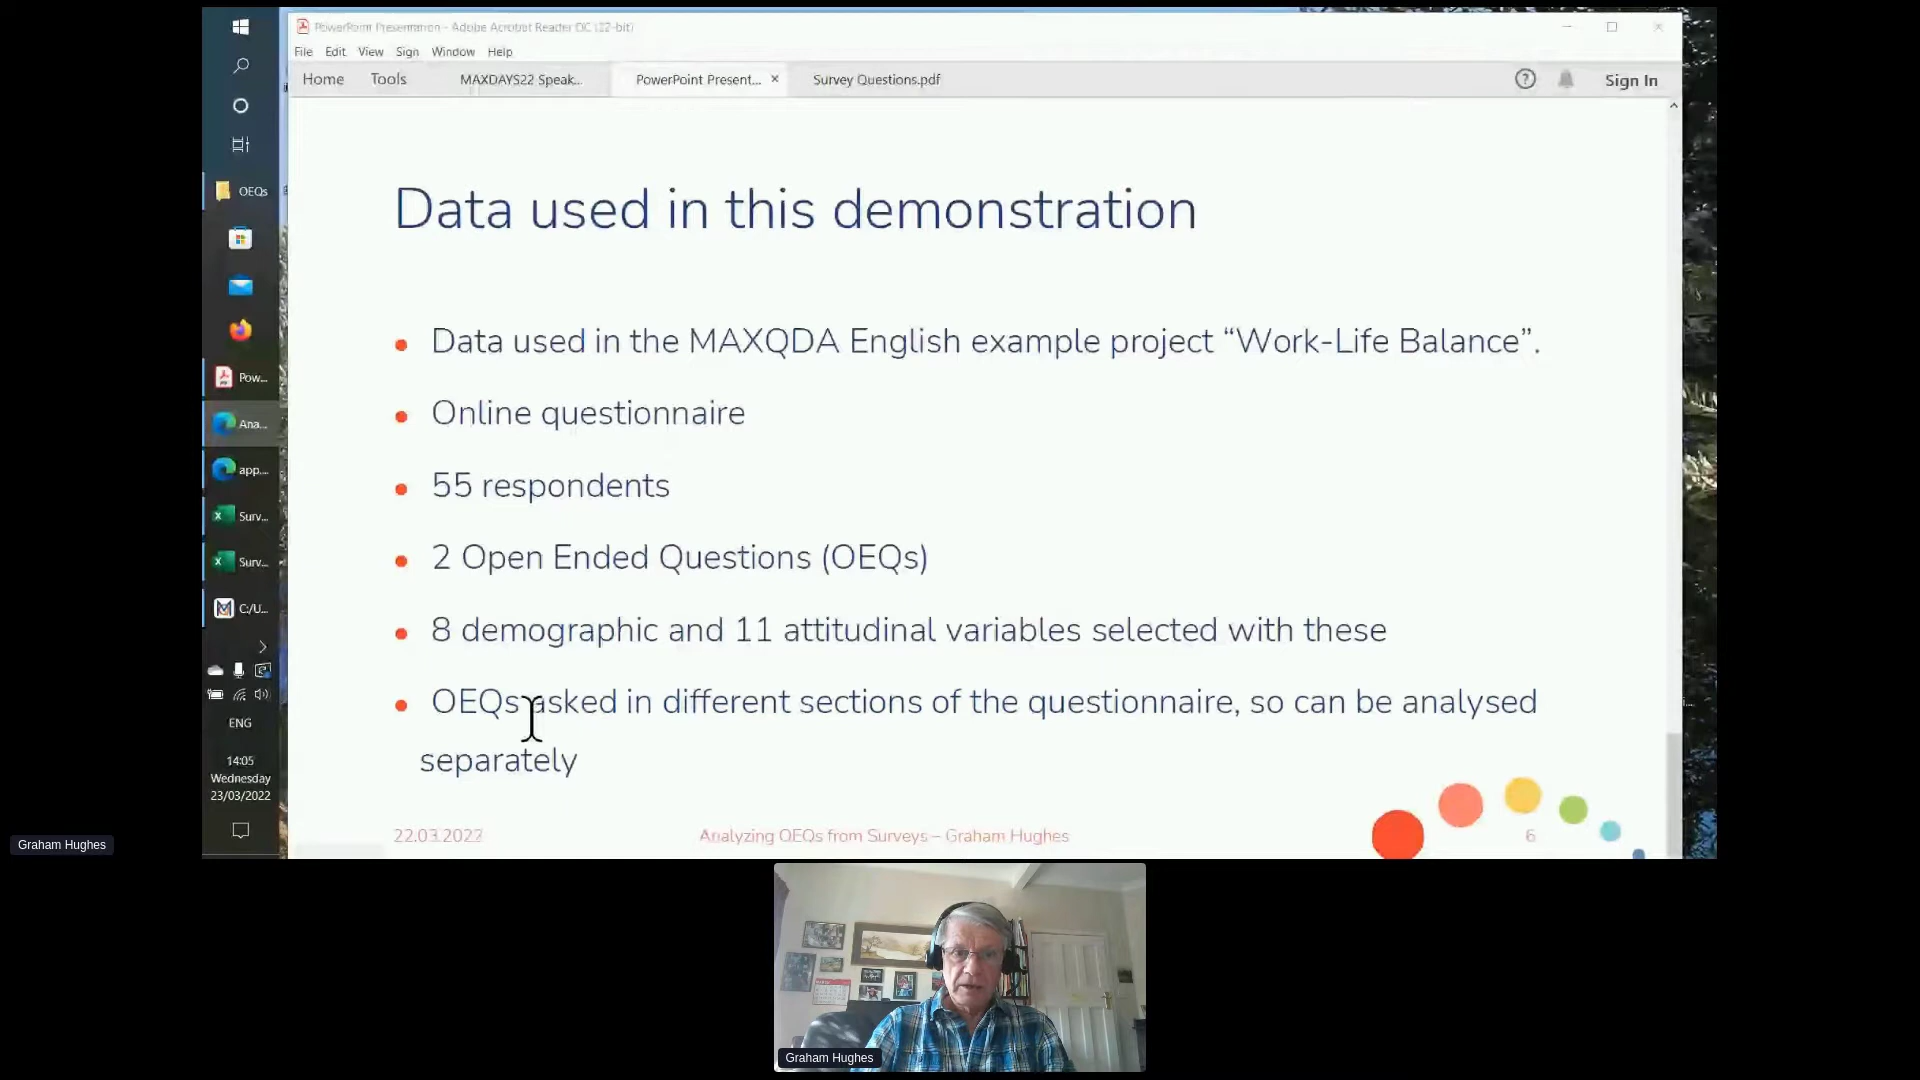 PowerPoint Presentation - Adobe Acrobat Reader DC (32-bit)
File Edit View Sign Window Help
Home Tools MAXDAYS22 Speak... PowerPoint Present... × Survey Questions.pdf ? Sign In
Data used in this demonstration
• Data used in the MAXQDA English example project “Work-Life Balance”.
• Online questionnaire
• 55 respondents
• 2 Open Ended Questions (OEQs)
• 8 demographic and 11 attitudinal variables selected with these
• OEQs asked in different sections of the questionnaire, so can be analysed
separately
22.03.2022 Analyzing OEQs from Surveys – Graham Hughes 6
OEQs
Pow...
Ana...
app...
Surv...
Surv...
C:/U...
ENG
14:05
Wednesday
23/03/2022
Graham Hughes
Graham Hughes